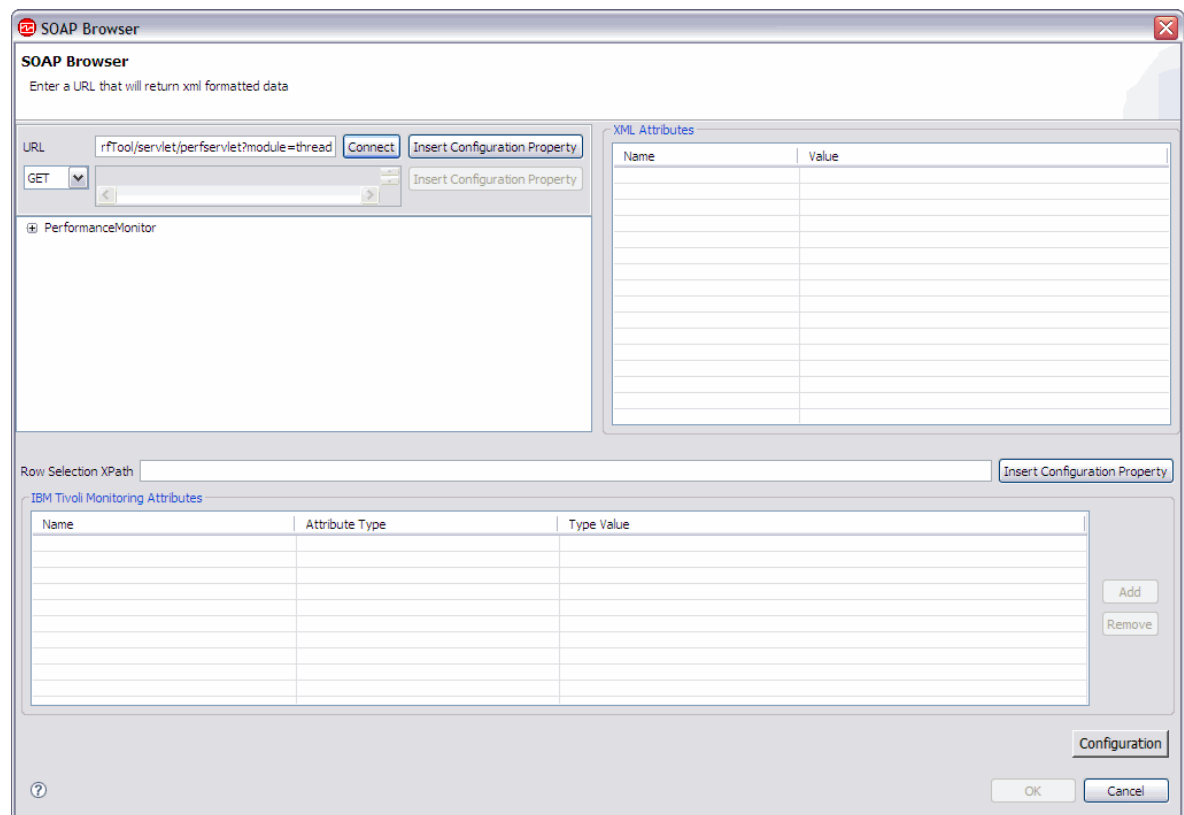 SOAP Browser
SOAP Browser
Enter a URL that will return xml formatted data
URL rfTool/servlet/perfservlet?module=thread Connect Insert Configuration Property
GET Insert Configuration Property
PerformanceMonitor
XML Attributes
Name Value
Row Selection XPath Insert Configuration Property
IBM Tivoli Monitoring Attributes
Name Attribute Type Type Value
Add
Remove
Configuration
? OK Cancel